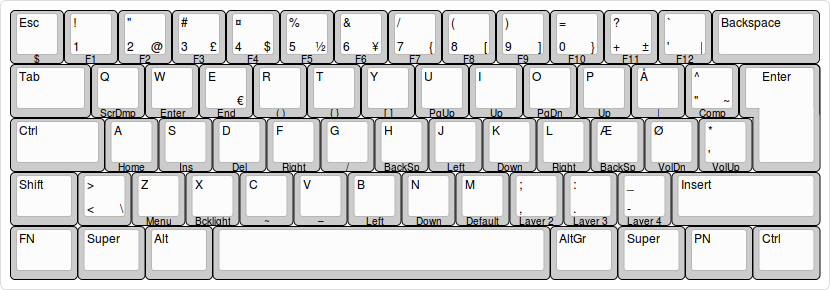 Esc ! " # ¤ % & / ( ) = ? ` Backspace
1 2 @ 3 £ 4 $ 5 ½ 6 ¥ 7 { 8 [ 9 ] 0 } + ± ' |
$ F1 F2 F3 F4 F5 F6 F7 F8 F9 F10 F11 F12
Tab Q W E R T Y U I O P Å ^ Enter
€ " ~
ScrDmp Enter End ( ) { } [ ] PgUp Up PgDn Up | Comp
Ctrl A S D F G H J K L Æ Ø *
'
Home Ins Del Right / BackSp Left Down Right BackSp VolDn VolUp
Shift > Z X C V B N M ; : _ Insert
< \ , . -
Menu Bcklight ~ – Left Down Default Layer 2 Layer 3 Layer 4
FN Super Alt AltGr Super PN Ctrl